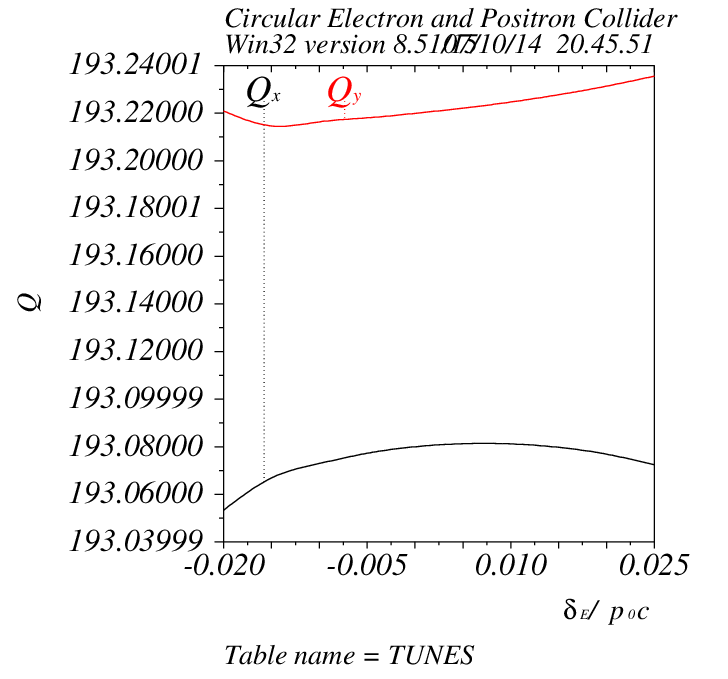 Circular Electron and Positron Collider
Win32 version 8.51/15 07/10/14 20.45.51
193.24001
Qx Qy
193.22000
193.20000
193.18001
193.16000
193.14000
Q
193.12000
193.09999
193.08000
193.06000
193.03999
-0.020 -0.005 0.010 0.025
δE/ p0c
Table name = TUNES